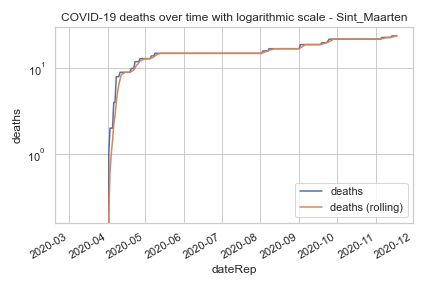 COVID-19 deaths over time with logarithmic scale - Sint_Maarten
deaths
10¹
10⁰
deaths
deaths (rolling)
2020-03
2020-04
2020-05
2020-06
2020-07
2020-08
2020-09
2020-10
2020-11
2020-12
dateRep